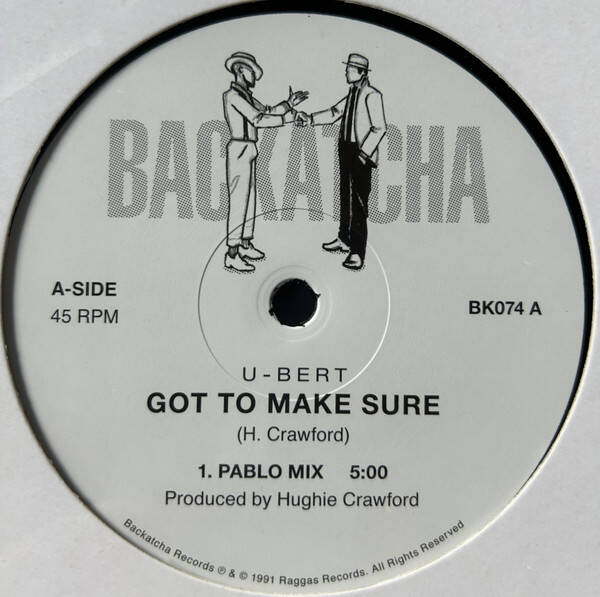 BACKATCHA
A-SIDE
45 RPM
BK074 A
U-BERT
GOT TO MAKE SURE
(H. Crawford)
1. PABLO MIX 5:00
Produced by Hughie Crawford
Backatcha Records ℗ & © 1991 Raggas Records. All Rights Reserved